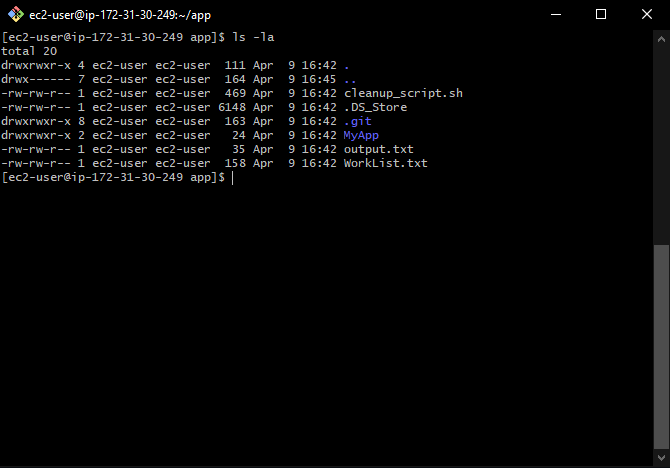 ec2-user@ip-172-31-30-249:~/app
[ec2-user@ip-172-31-30-249 app]$ ls -la
total 20
drwxrwxr-x 4 ec2-user ec2-user  111 Apr  9 16:42 .
drwx------ 7 ec2-user ec2-user  164 Apr  9 16:45 ..
-rw-rw-r-- 1 ec2-user ec2-user  469 Apr  9 16:42 cleanup_script.sh
-rw-rw-r-- 1 ec2-user ec2-user 6148 Apr  9 16:42 .DS_Store
drwxrwxr-x 8 ec2-user ec2-user  163 Apr  9 16:42 .git
drwxrwxr-x 2 ec2-user ec2-user   24 Apr  9 16:42 MyApp
-rw-rw-r-- 1 ec2-user ec2-user   35 Apr  9 16:42 output.txt
-rw-rw-r-- 1 ec2-user ec2-user  158 Apr  9 16:42 WorkList.txt
[ec2-user@ip-172-31-30-249 app]$